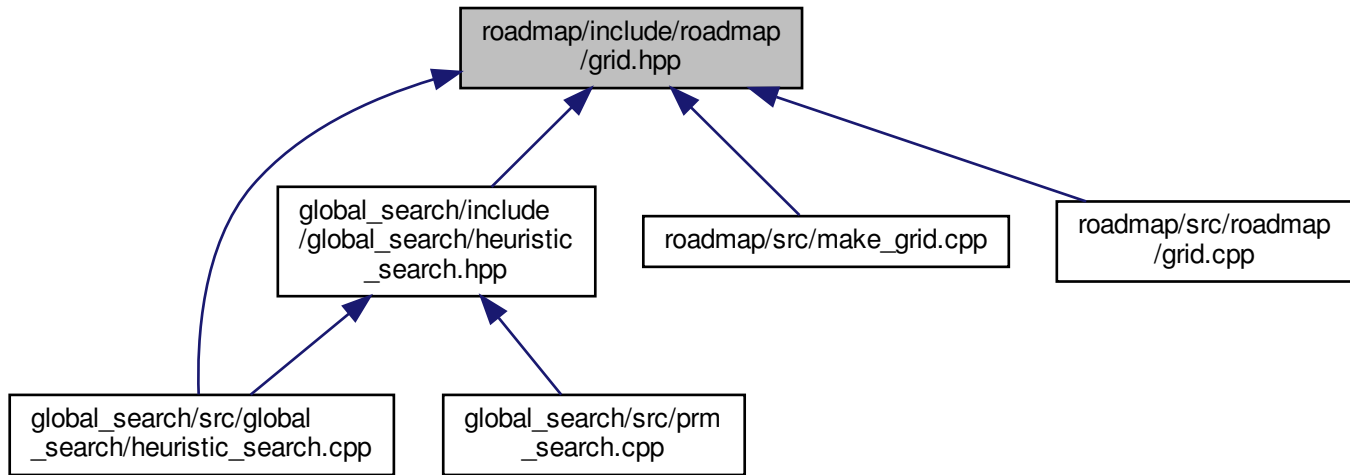 roadmap/include/roadmap
/grid.hpp
global_search/include
/global_search/heuristic
_search.hpp
roadmap/src/make_grid.cpp
roadmap/src/roadmap
/grid.cpp
global_search/src/global
_search/heuristic_search.cpp
global_search/src/prm
_search.cpp